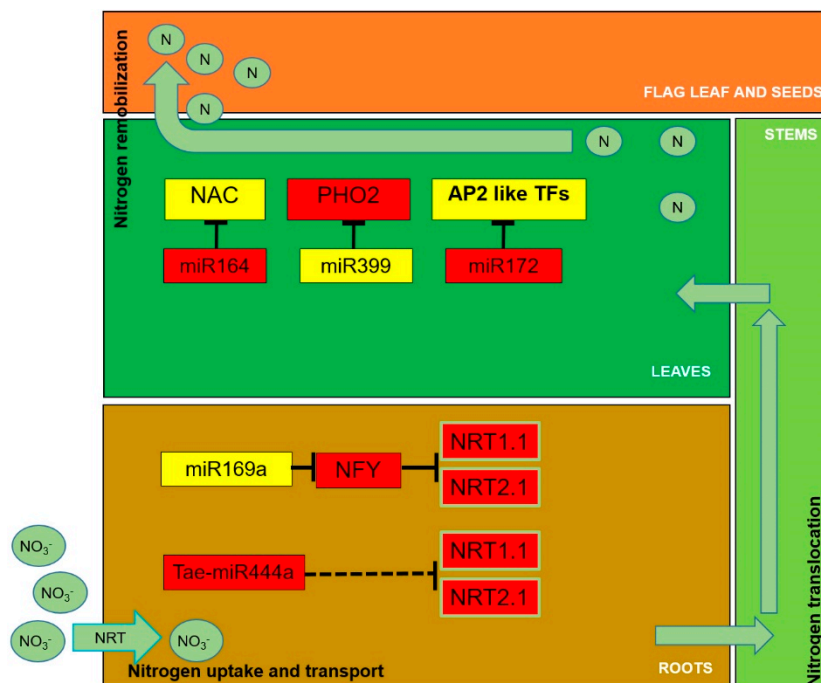 N
N
N
N
FLAG LEAF AND SEEDS
Nitrogen remobilization
STEMS
N
N
N
NAC
PHO2
AP2 like TFs
miR164
miR399
miR172
LEAVES
miR169a
NFY
NRT1.1
NRT2.1
Tae-miR444a
NRT1.1
NRT2.1
NO₃⁻
NO₃⁻
NO₃⁻
NRT
NO₃⁻
Nitrogen uptake and transport
ROOTS
Nitrogen translocation